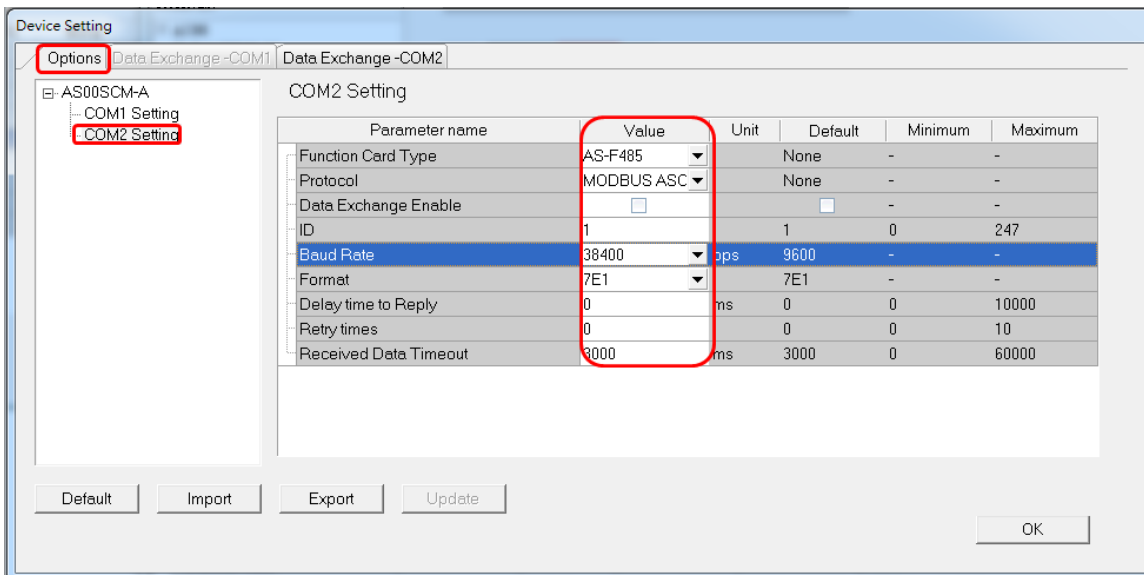 Device Setting
Options Data Exchange -COM1 Data Exchange -COM2
AS00SCM-A
COM1 Setting
COM2 Setting
COM2 Setting
Parameter name Value Unit Default Minimum Maximum
Function Card Type AS-F485 None - -
Protocol MODBUS ASC None - -
Data Exchange Enable - -
ID 1 1 0 247
Baud Rate 38400 bps 9600 - -
Format 7E1 7E1 - -
Delay time to Reply 0 ms 0 0 10000
Retry times 0 0 0 10
Received Data Timeout 3000 ms 3000 0 60000
Default Import Export Update
OK